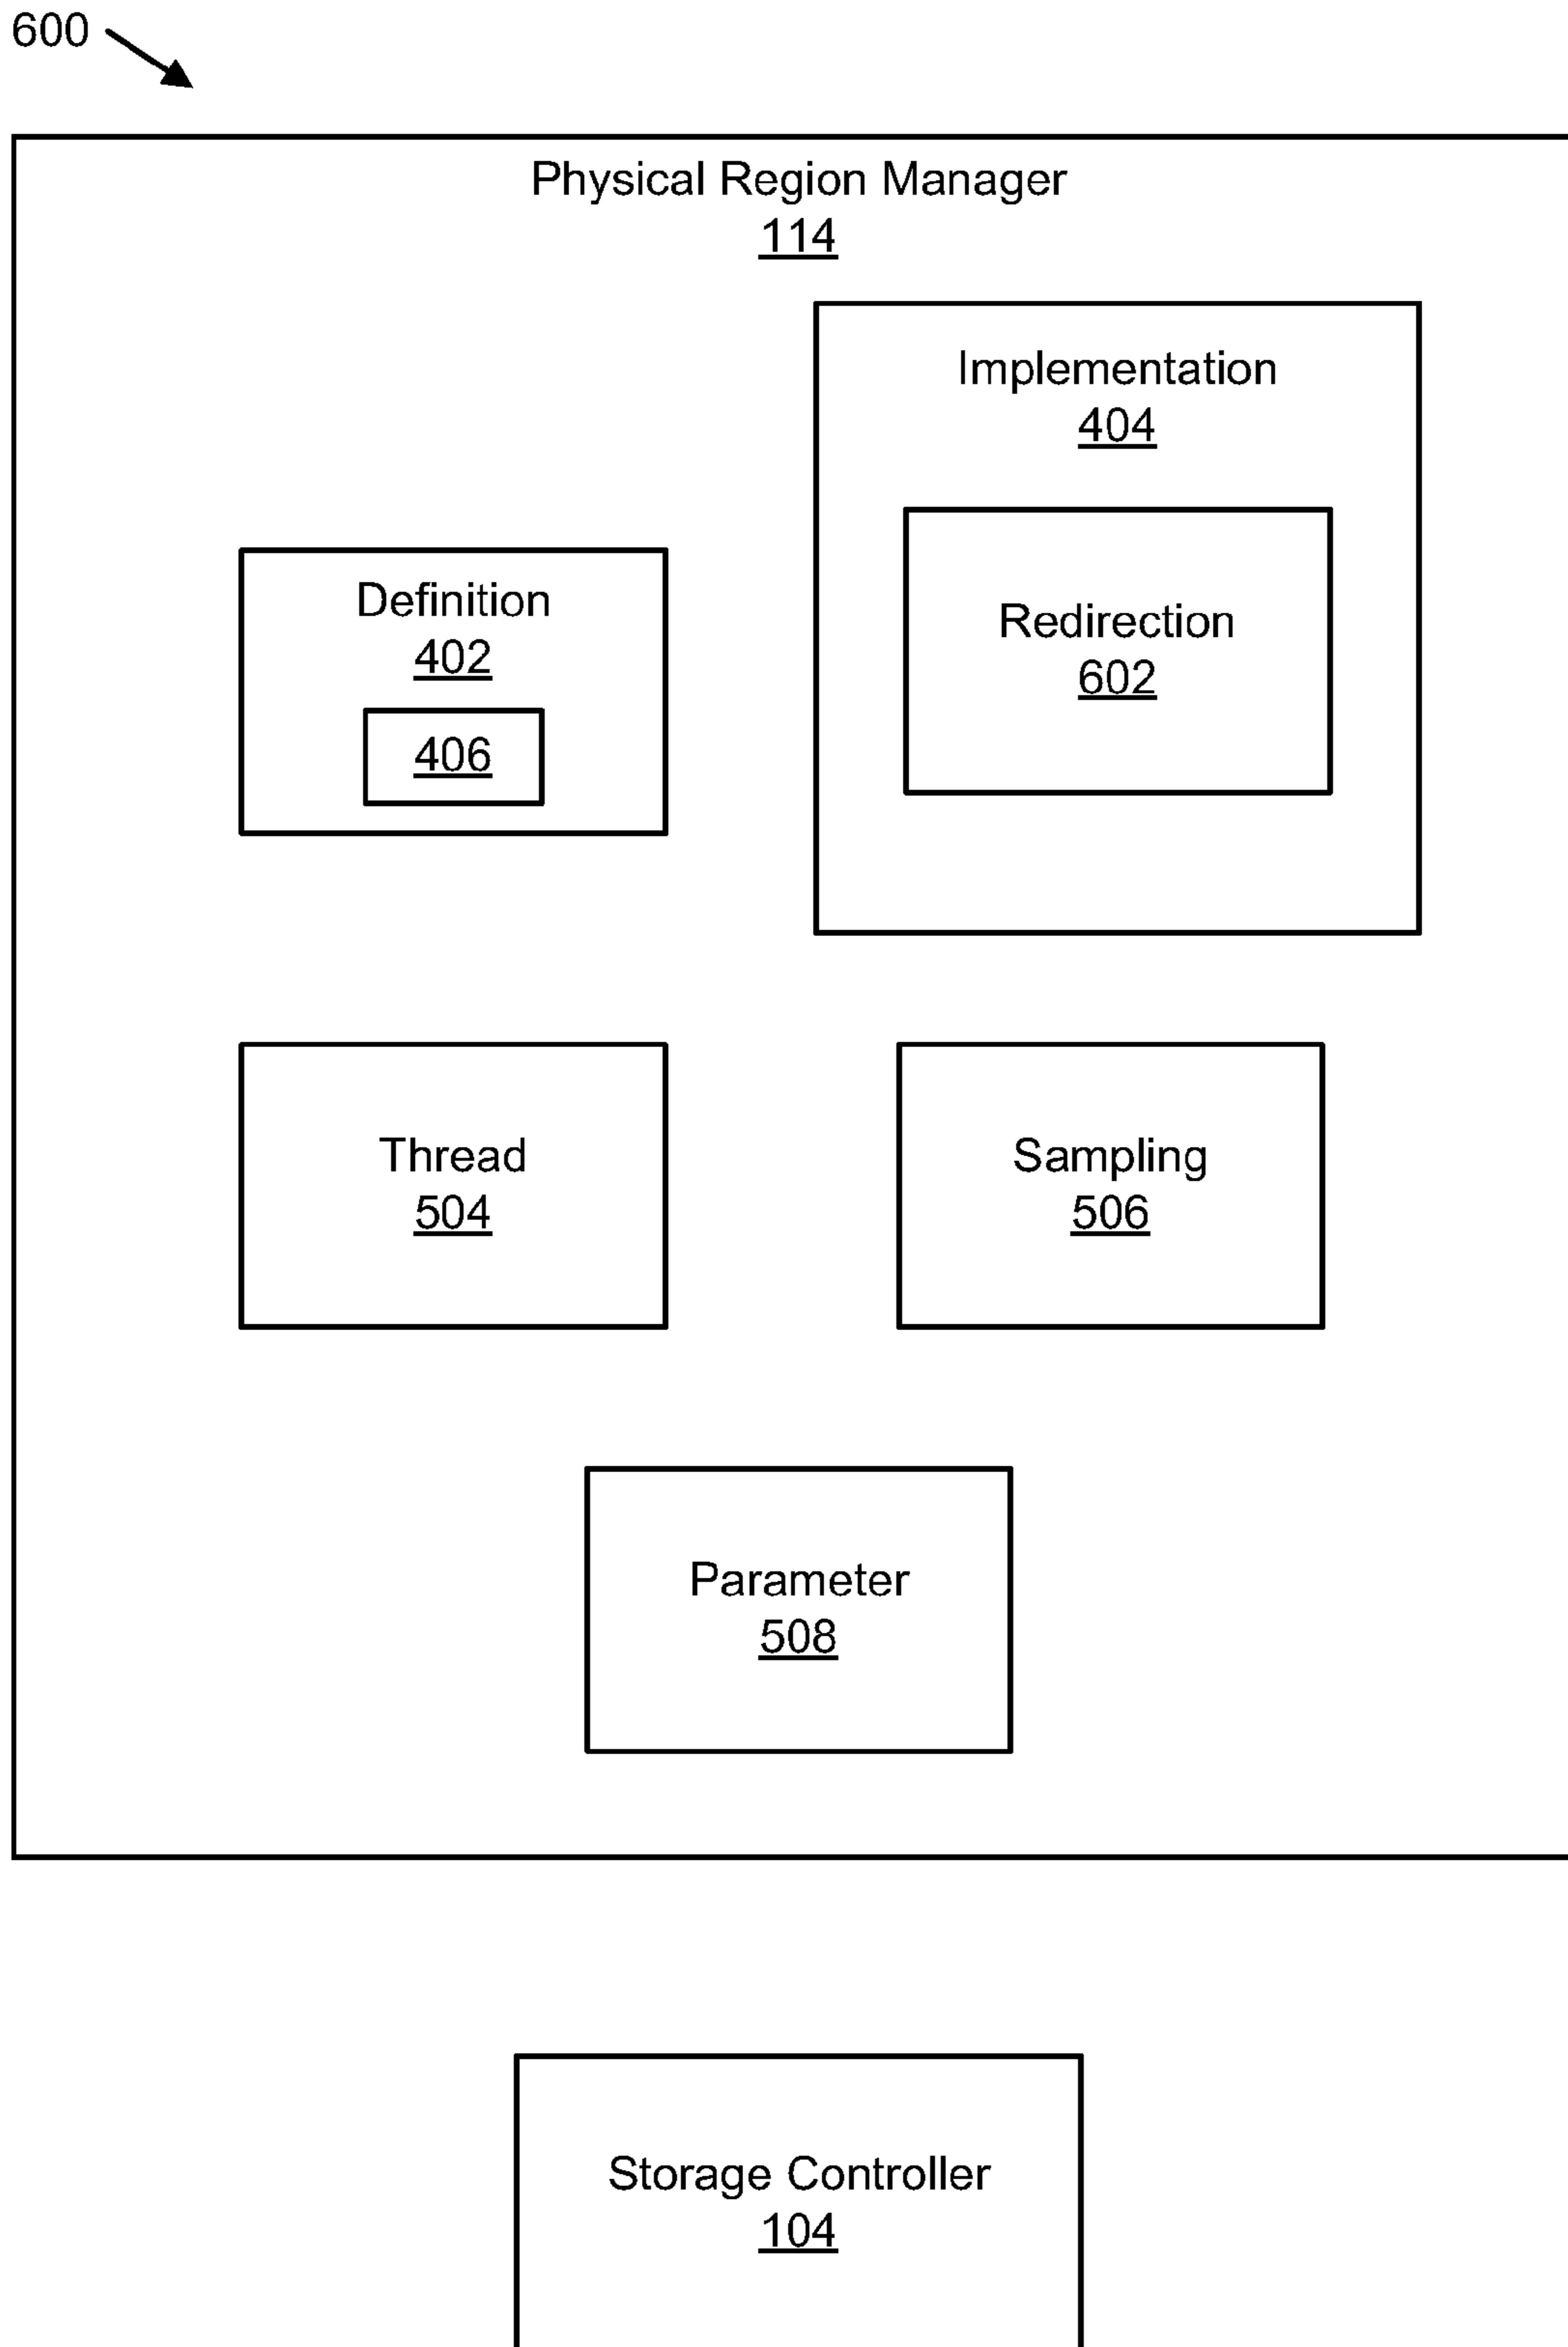 600
Physical Region Manager
114
Implementation
404
Redirection
602
Definition
402
406
Thread
504
Sampling
506
Parameter
508
Storage Controller
104